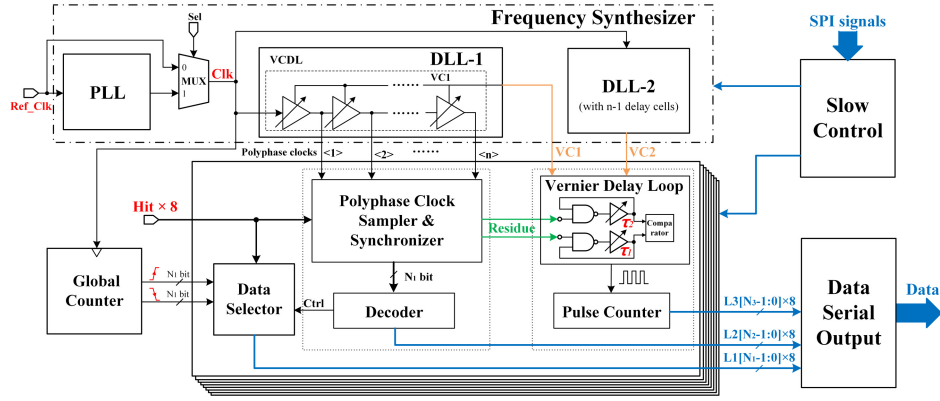 Frequency Synthesizer
SPI signals
Sel
VCDL
DLL-1
0
MUX
1
Clk
PLL
Ref_Clk
VC1
DLL-2
(with n-1 delay cells)
Slow
Control
Polyphase clocks
<1>
<2>
......
<n>
VC1
VC2
Hit × 8
Polyphase Clock
Sampler &
Synchronizer
Residue
Vernier Delay Loop
τ2
τ1
Compa
rator
N1 bit
Global
Counter
N1 bit
N1 bit
Data
Selector
Ctrl
Decoder
Pulse Counter
L3[N3-1:0]×8
L2[N2-1:0]×8
L1[N1-1:0]×8
Data
Serial
Output
Data